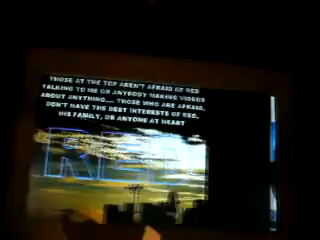 THOSE AT THE TOP AREN'T AFRAID OF RED
TALKING TO ME OR ANYBODY MAKING VIDEOS
ABOUT ANYTHING.... THOSE WHO ARE AFRAID,
DON'T HAVE THE BEST INTERESTS OF RED,
HIS FAMILY, OR ANYONE AT HEART
RED